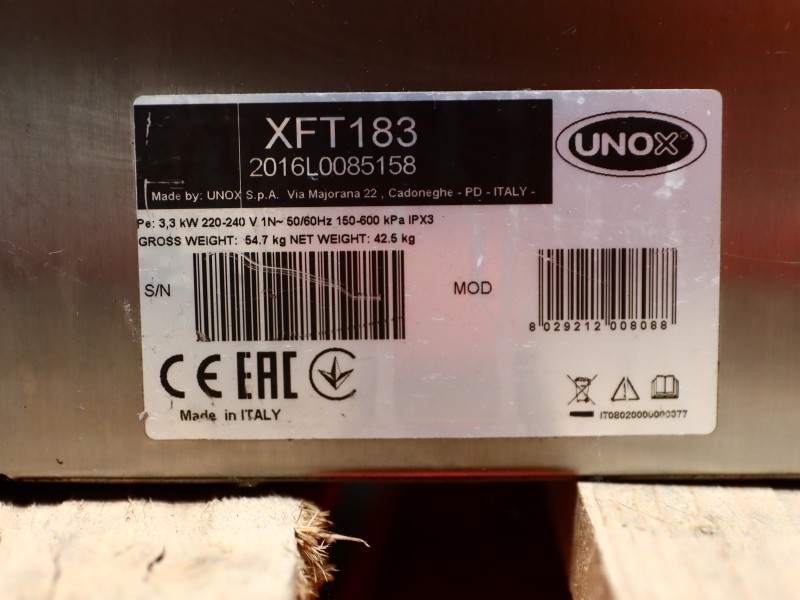 XFT183
2016L0085158
Made by: UNOX S.p.A. Via Majorana 22 , Cadoneghe - PD - ITALY -
UNOX
Pe: 3,3 kW 220-240 V 1N~ 50/60Hz 150-600 kPa IPX3
GROSS WEIGHT: 54.7 kg NET WEIGHT: 42.5 kg
S/N
MOD
8 029212 008088
CE EAC
Made in ITALY
IT08020000000377